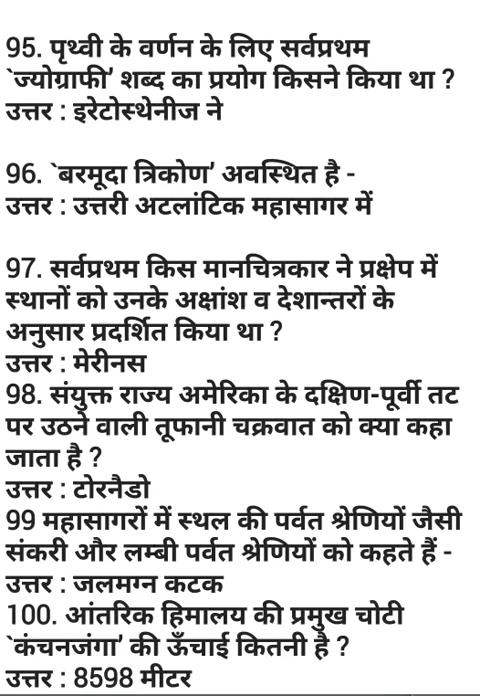 95. पृथ्वी के वर्णन के लिए सर्वप्रथम
`ज्योग्राफी' शब्द का प्रयोग किसने किया था ?
उत्तर : इरेटोस्थेनीज ने
96. `बरमूदा त्रिकोण' अवस्थित है -
उत्तर : उत्तरी अटलांटिक महासागर में
97. सर्वप्रथम किस मानचित्रकार ने प्रक्षेप में
स्थानों को उनके अक्षांश व देशान्तरों के
अनुसार प्रदर्शित किया था ?
उत्तर : मेरीनस
98. संयुक्त राज्य अमेरिका के दक्षिण-पूर्वी तट
पर उठने वाली तूफानी चक्रवात को क्या कहा
जाता है ?
उत्तर : टोरनैडो
99 महासागरों में स्थल की पर्वत श्रेणियों जैसी
संकरी और लम्बी पर्वत श्रेणियों को कहते हैं -
उत्तर : जलमग्न कटक
100. आंतरिक हिमालय की प्रमुख चोटी
`कंचनजंगा' की ऊँचाई कितनी है ?
उत्तर : 8598 मीटर